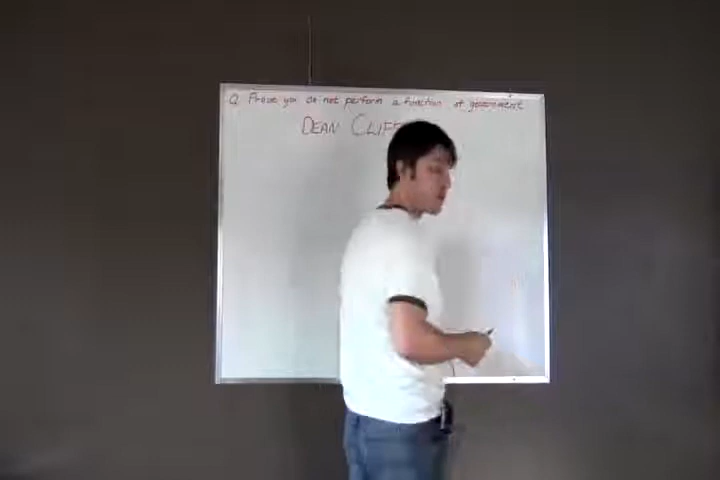 Q Prove you do not perform a function of government
DEAN CLIFF